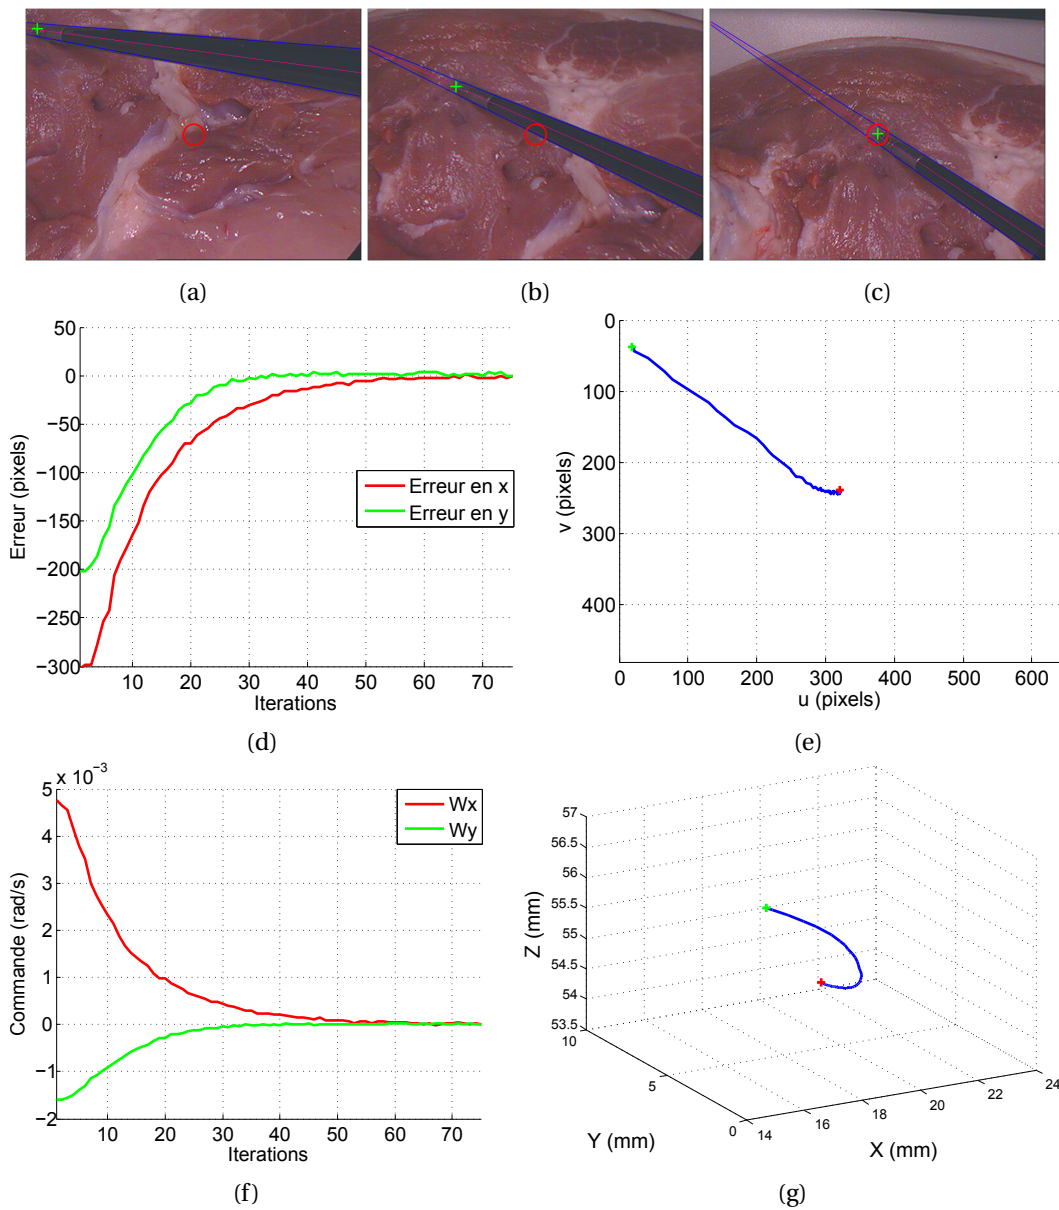 (a) (b) (c)
50
0
−50
−100
−150
−200
−250
−300
Erreur (pixels)
Erreur en x
Erreur en y
10 20 30 40 50 60 70
Iterations
(d)
0
100
200
300
400
v (pixels)
0 100 200 300 400 500 600
u (pixels)
(e)
x 10⁻³
5
4
3
2
1
0
−1
−2
Commande (rad/s)
Wx
Wy
10 20 30 40 50 60 70
Iterations
(f)
57
56.5
56
55.5
55
54.5
54
53.5
Z (mm)
10
5
0
Y (mm)
14 16 18 20 22 24
X (mm)
(g)